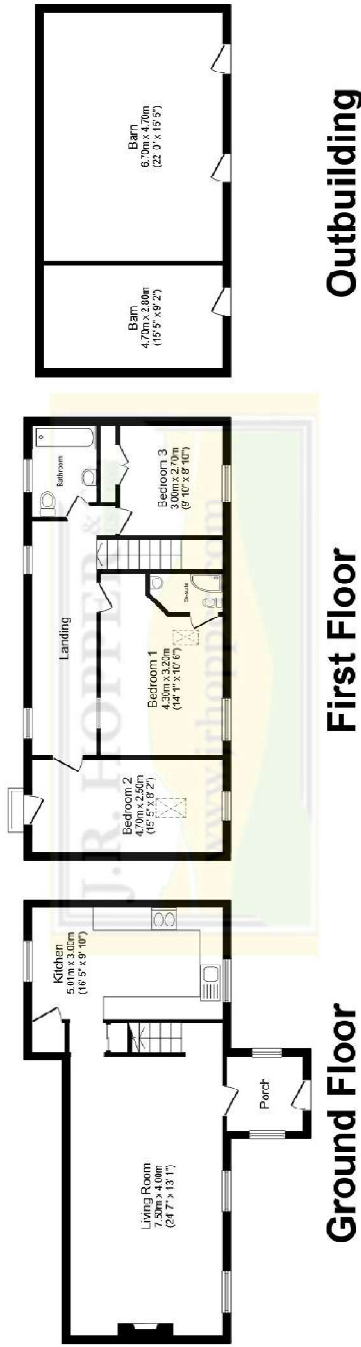 Living Room
7.50m x 4.00m
(24'7" x 13'1")
Kitchen
5.01m x 3.00m
(16'5" x 9'10")
Porch
Ground Floor
Bedroom 2
4.70m x 2.50m
(15'5" x 8'2")
Landing
Bedroom 1
4.30m x 3.20m
(14'1" x 10'6")
Ensuite
Bathroom
Bedroom 3
3.00m x 2.70m
(9'10" x 8'10")
First Floor
Barn
4.70m x 2.80m
(15'5" x 9'2")
Barn
6.70m x 4.70m
(22'0" x 15'5")
Outbuilding
J.R. HOPPER &